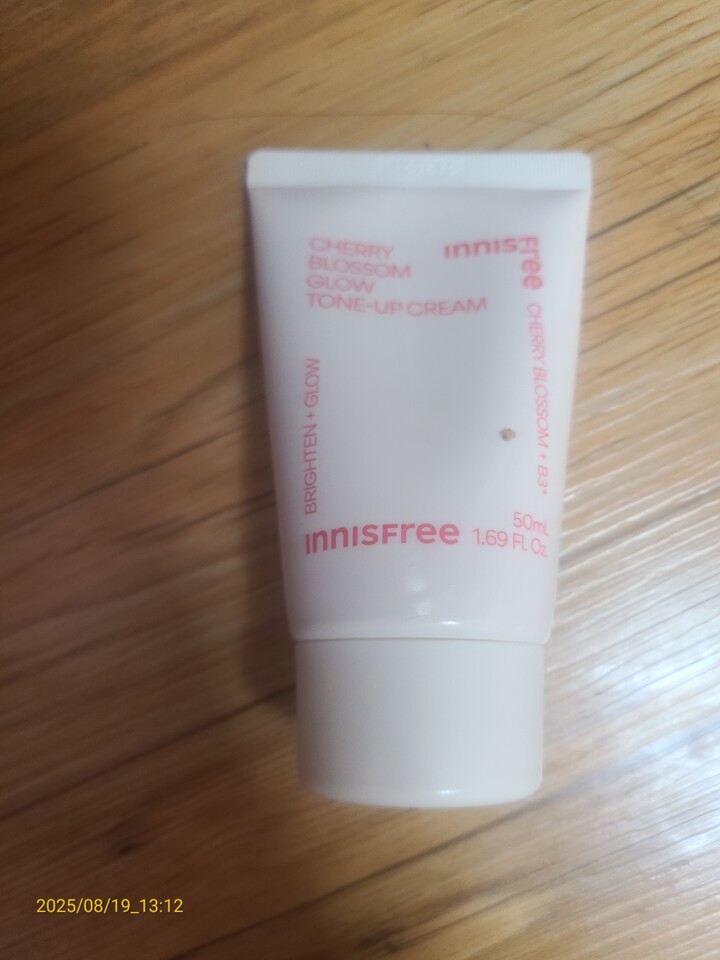 CHERRY
BLOSSOM
GLOW
TONE-UP CREAM
INNISFree
CHERRY BLOSSOM + B3*
BRIGHTEN + GLOW
INNISFree
50mL
1.69 Fl. Oz.
2025/08/19_13:12